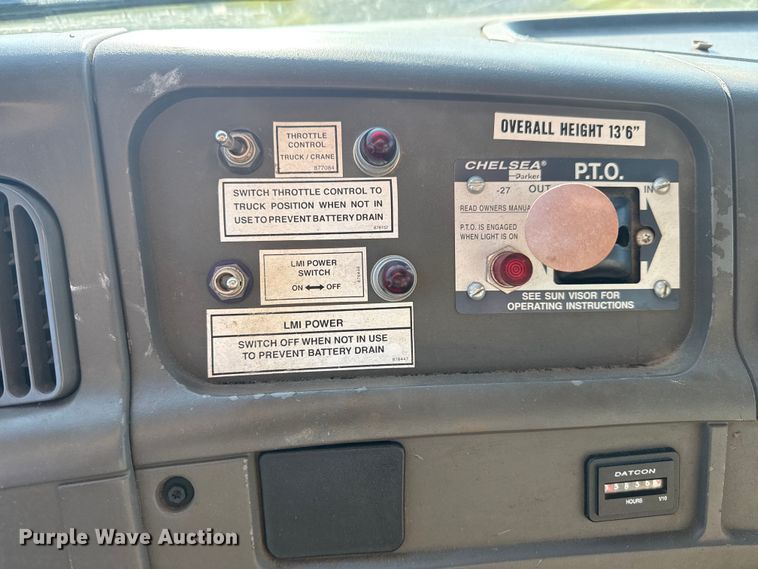 THROTTLE
CONTROL
TRUCK / CRANE
877084
SWITCH THROTTLE CONTROL TO
TRUCK POSITION WHEN NOT IN
USE TO PREVENT BATTERY DRAIN
LMI POWER
SWITCH
ON ⟷ OFF
LMI POWER
SWITCH OFF WHEN NOT IN USE
TO PREVENT BATTERY DRAIN
OVERALL HEIGHT 13'6"
CHELSEA®
Parker
P.T.O.
-27 OUT IN
READ OWNERS MANUAL
P.T.O. IS ENGAGED
WHEN LIGHT IS ON
SEE SUN VISOR FOR
OPERATING INSTRUCTIONS
DATCON
HOURS 1/10
Purple Wave Auction